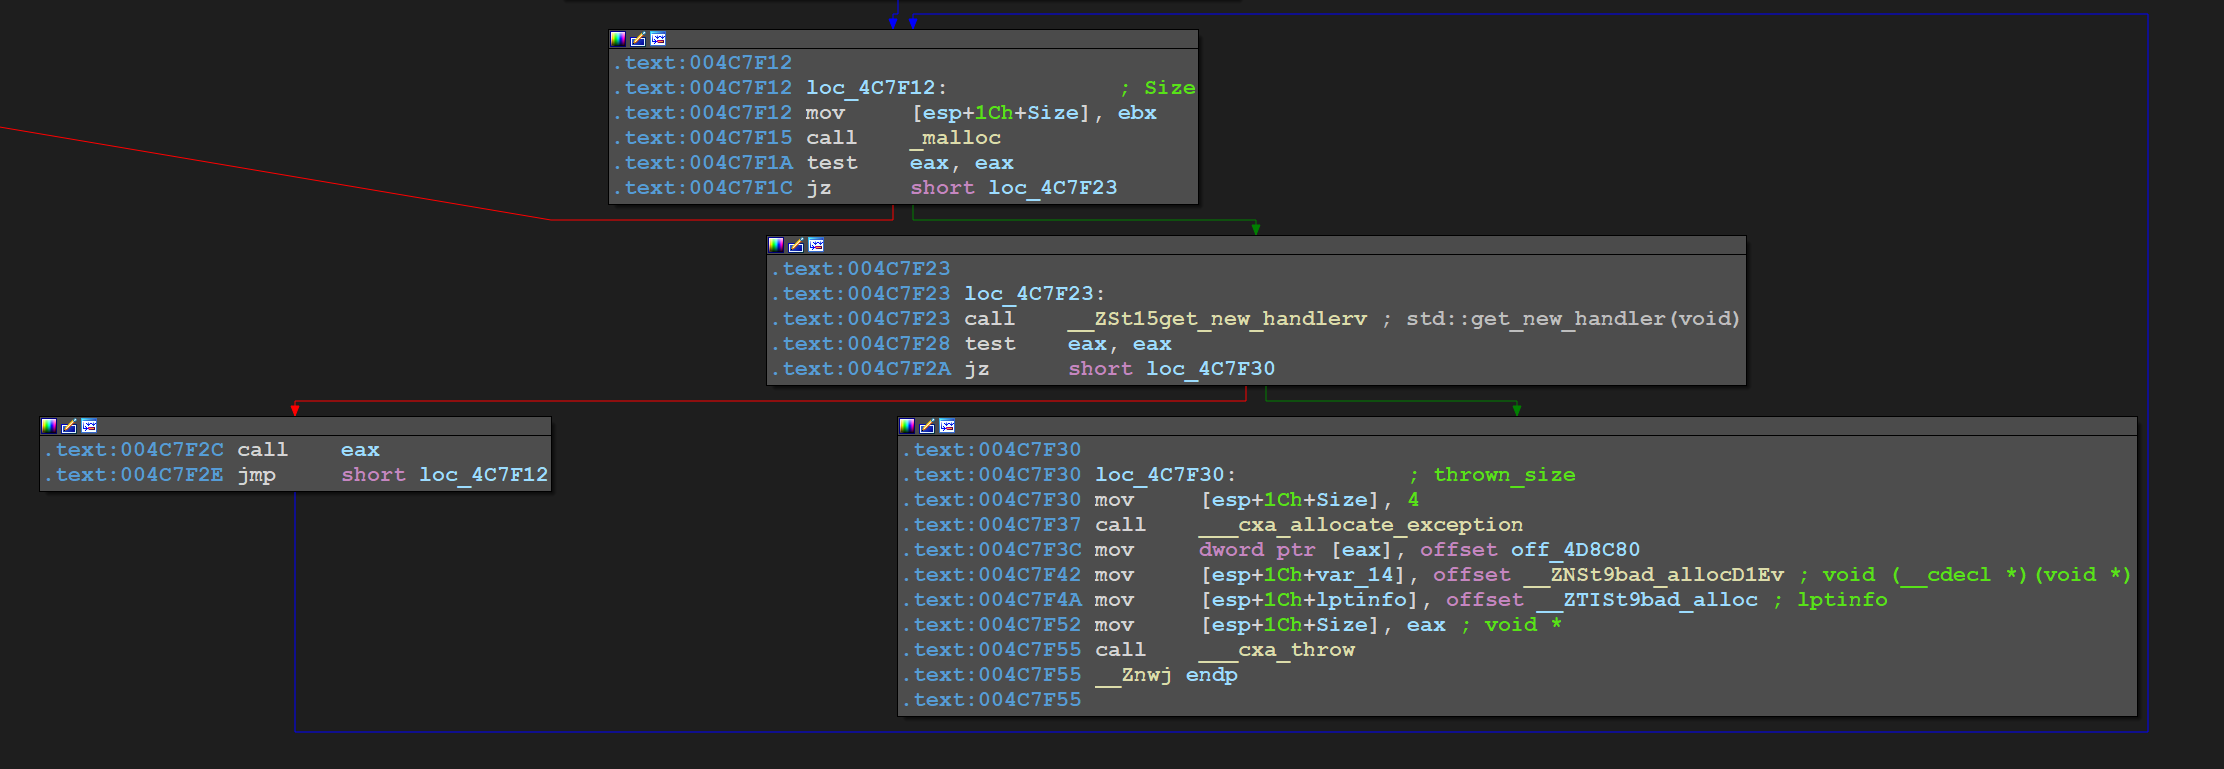 .text:004C7F12
.text:004C7F12 loc_4C7F12: ; Size
.text:004C7F12 mov [esp+1Ch+Size], ebx
.text:004C7F15 call _malloc
.text:004C7F1A test eax, eax
.text:004C7F1C jz short loc_4C7F23
.text:004C7F23
.text:004C7F23 loc_4C7F23:
.text:004C7F23 call __ZSt15get_new_handlerv ; std::get_new_handler(void)
.text:004C7F28 test eax, eax
.text:004C7F2A jz short loc_4C7F30
.text:004C7F2C call eax
.text:004C7F2E jmp short loc_4C7F12
.text:004C7F30
.text:004C7F30 loc_4C7F30: ; thrown_size
.text:004C7F30 mov [esp+1Ch+Size], 4
.text:004C7F37 call ___cxa_allocate_exception
.text:004C7F3C mov dword ptr [eax], offset off_4D8C80
.text:004C7F42 mov [esp+1Ch+var_14], offset __ZNSt9bad_allocD1Ev ; void (__cdecl *)(void *)
.text:004C7F4A mov [esp+1Ch+lptinfo], offset __ZTISt9bad_alloc ; lptinfo
.text:004C7F52 mov [esp+1Ch+Size], eax ; void *
.text:004C7F55 call ___cxa_throw
.text:004C7F55 __Znwj endp
.text:004C7F55